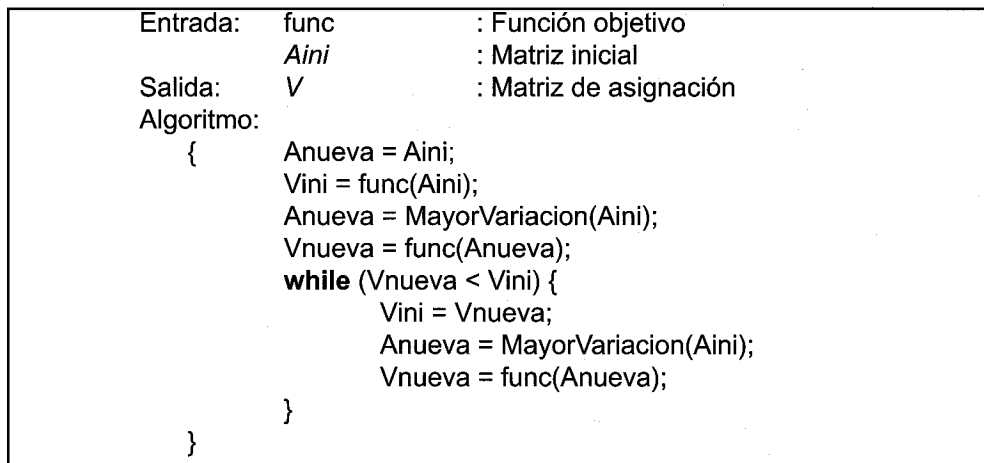 Entrada: func : Función objetivo
Aini : Matriz inicial
Salida: V : Matriz de asignación
Algoritmo:
{ Anueva = Aini;
Vini = func(Aini);
Anueva = MayorVariacion(Aini);
Vnueva = func(Anueva);
while (Vnueva < Vini) {
Vini = Vnueva;
Anueva = MayorVariacion(Aini);
Vnueva = func(Anueva);
}
}